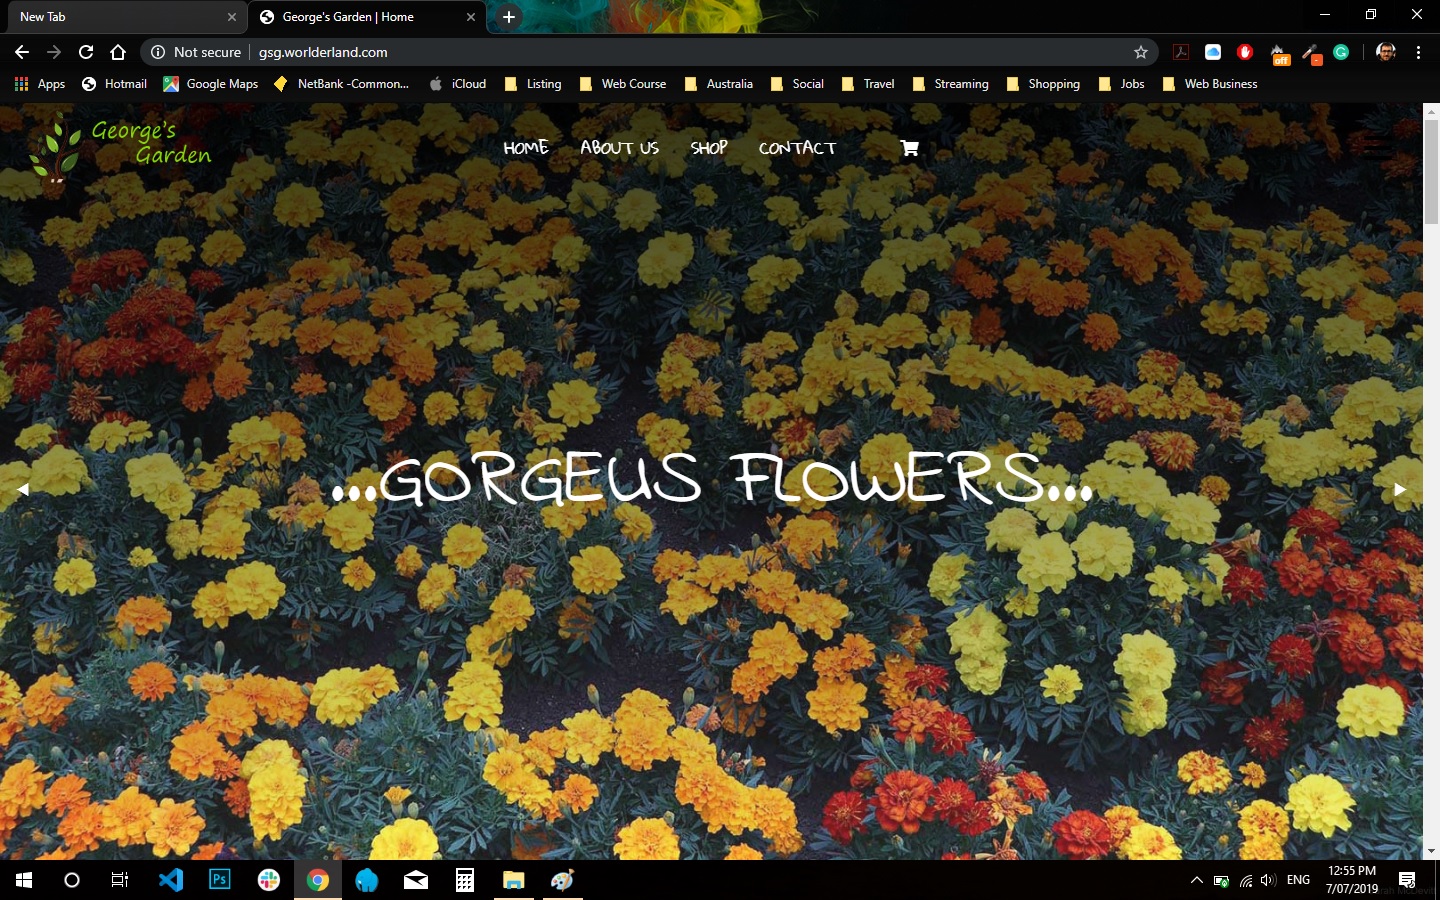 New Tab
George's Garden | Home
Not secure
gsg.worlderland.com
off
Apps
Hotmail
Google Maps
NetBank -Common...
iCloud
Listing
Web Course
Australia
Social
Travel
Streaming
Shopping
Jobs
Web Business
George's
Garden
HOME
ABOUT US
SHOP
CONTACT
...GORGEUS FLOWERS...
Ps
ENG
12:55 PM
7/07/2019